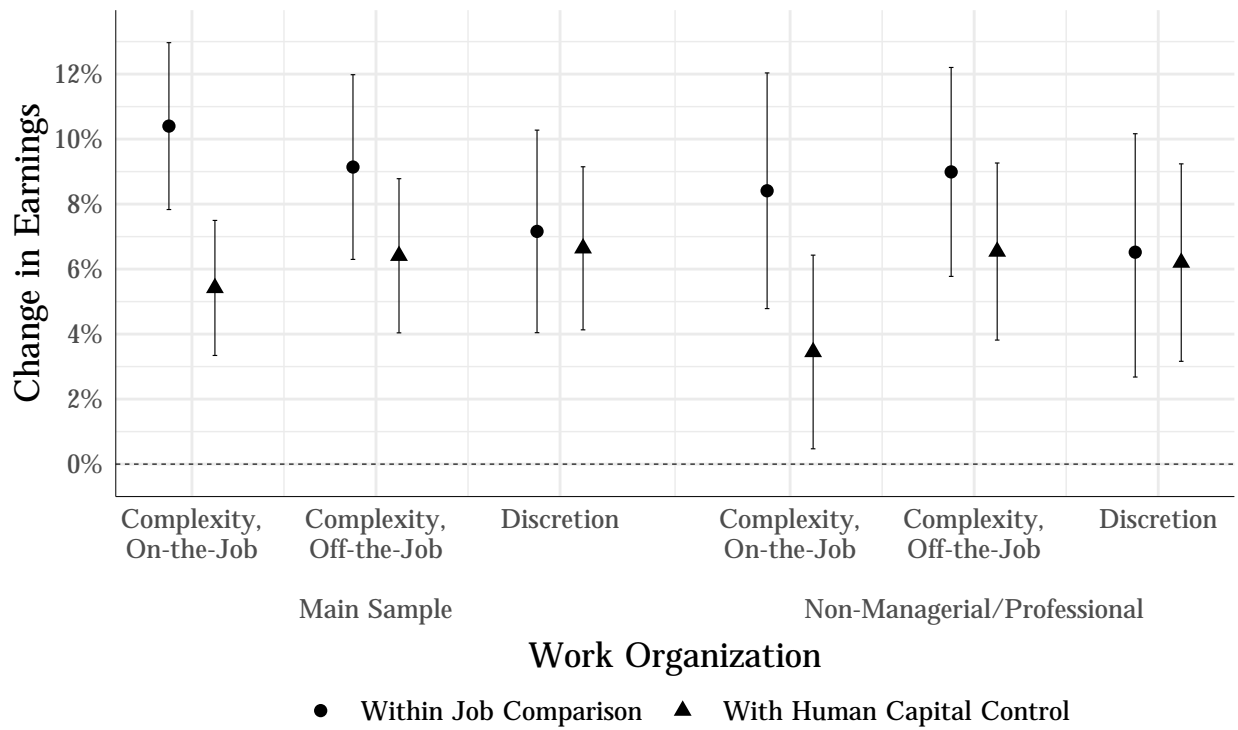 Change in Earnings
12%
10%
8%
6%
4%
2%
0%
Complexity,
On-the-Job
Complexity,
Off-the-Job
Discretion
Complexity,
On-the-Job
Complexity,
Off-the-Job
Discretion
Main Sample
Non-Managerial/Professional
Work Organization
Within Job Comparison
With Human Capital Control